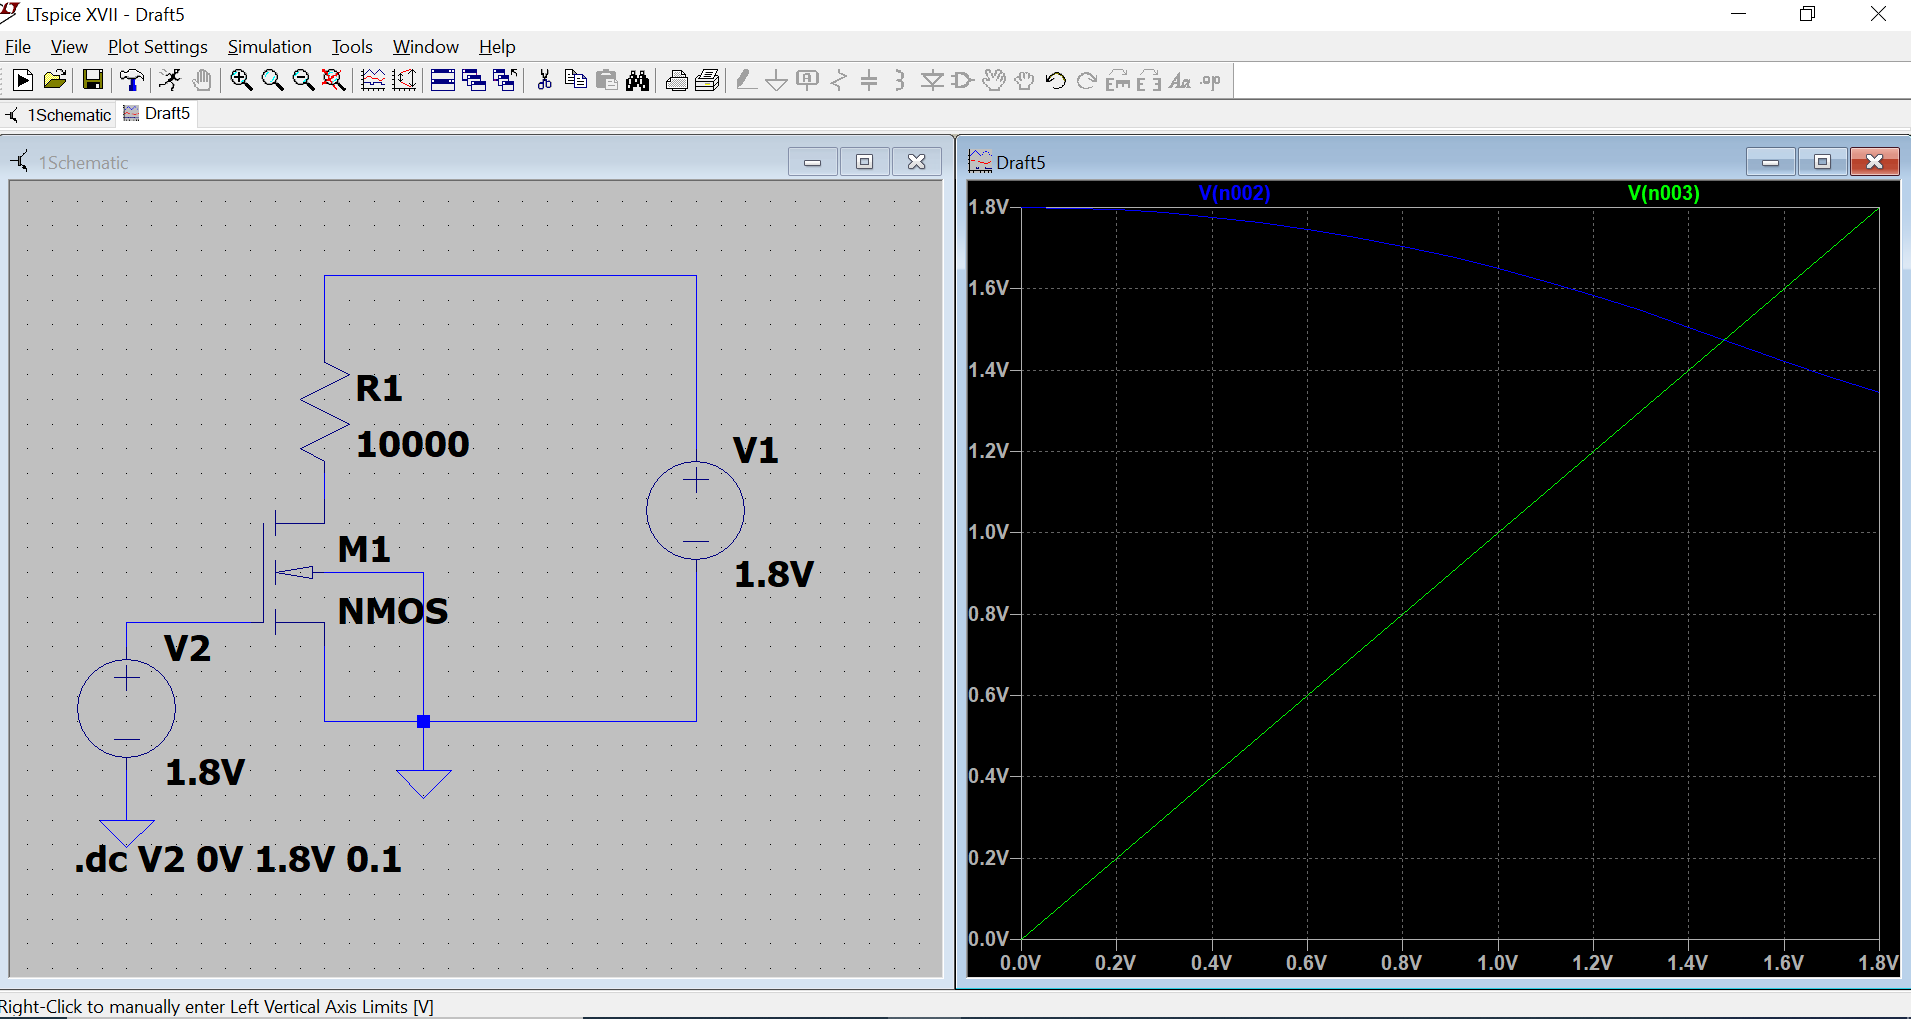 LTspice XVII - Draft5
File View Plot Settings Simulation Tools Window Help
1Schematic Draft5
1Schematic
R1
10000
V1
1.8V
M1
NMOS
V2
1.8V
.dc V2 0V 1.8V 0.1
Draft5
V(n002) V(n003)
1.8V
1.6V
1.4V
1.2V
1.0V
0.8V
0.6V
0.4V
0.2V
0.0V
0.0V 0.2V 0.4V 0.6V 0.8V 1.0V 1.2V 1.4V 1.6V 1.8V
Right-Click to manually enter Left Vertical Axis Limits [V]